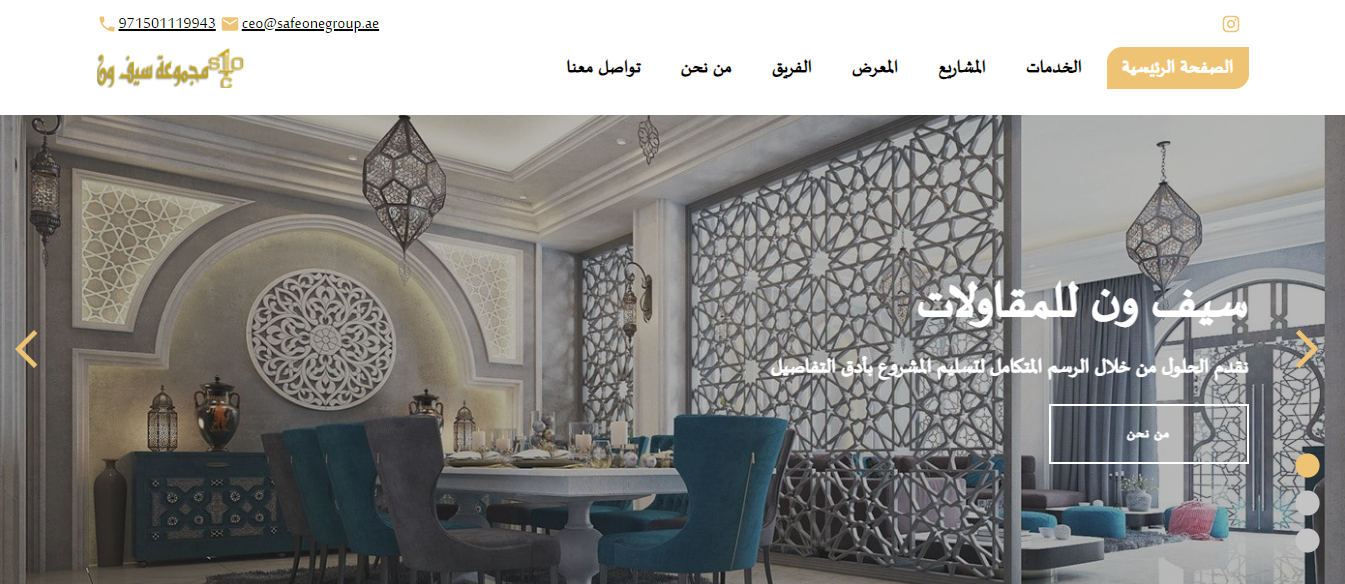 971501119943 ceo@safeonegroup.ae
مجموعة سيف ون S1O C
الصفحة الرئيسية الخدمات المشاريع المعرض الفريق من نحن تواصل معنا
سيف ون للمقاولات
نقدم الحلول من خلال الرسم المتكامل لتسليم المشروع بأدق التفاصيل
من نحن